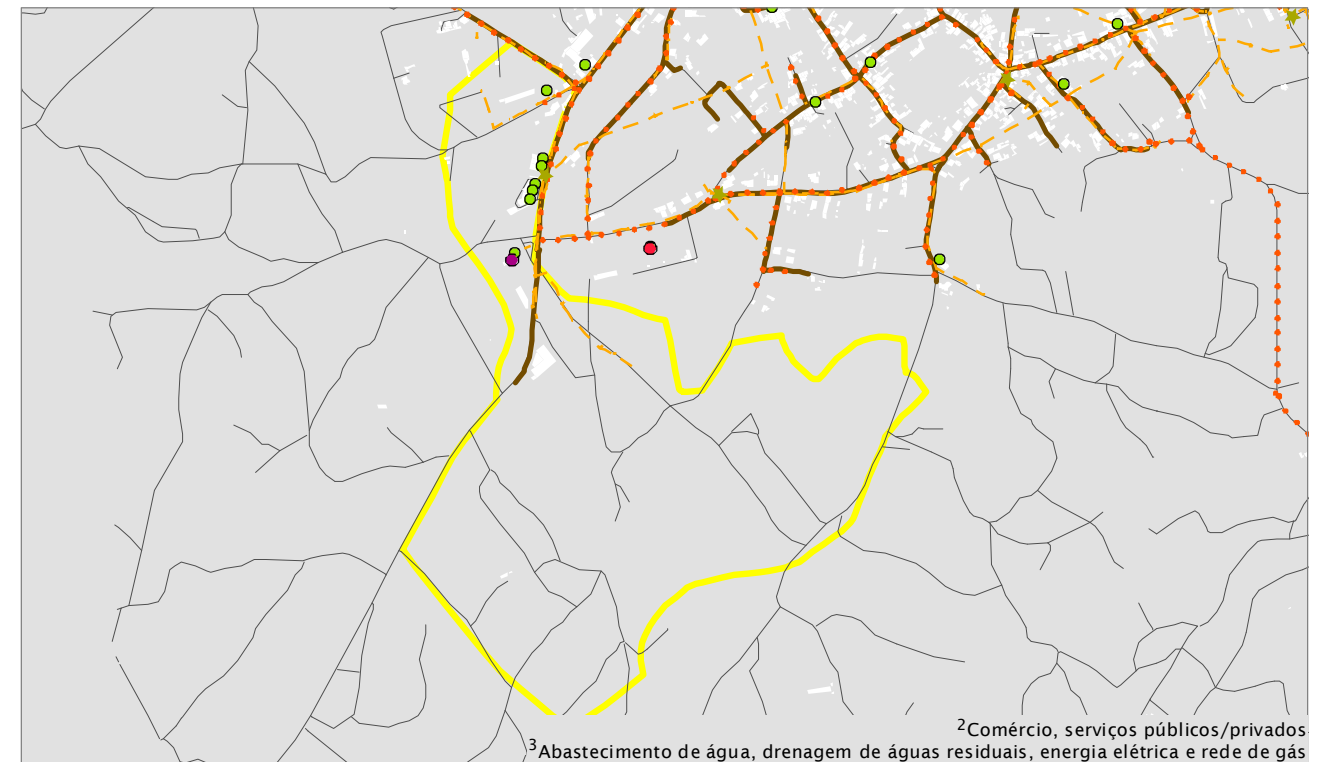 ²Comércio, serviços públicos/privados
³Abastecimento de água, drenagem de águas residuais, energia elétrica e rede de gás